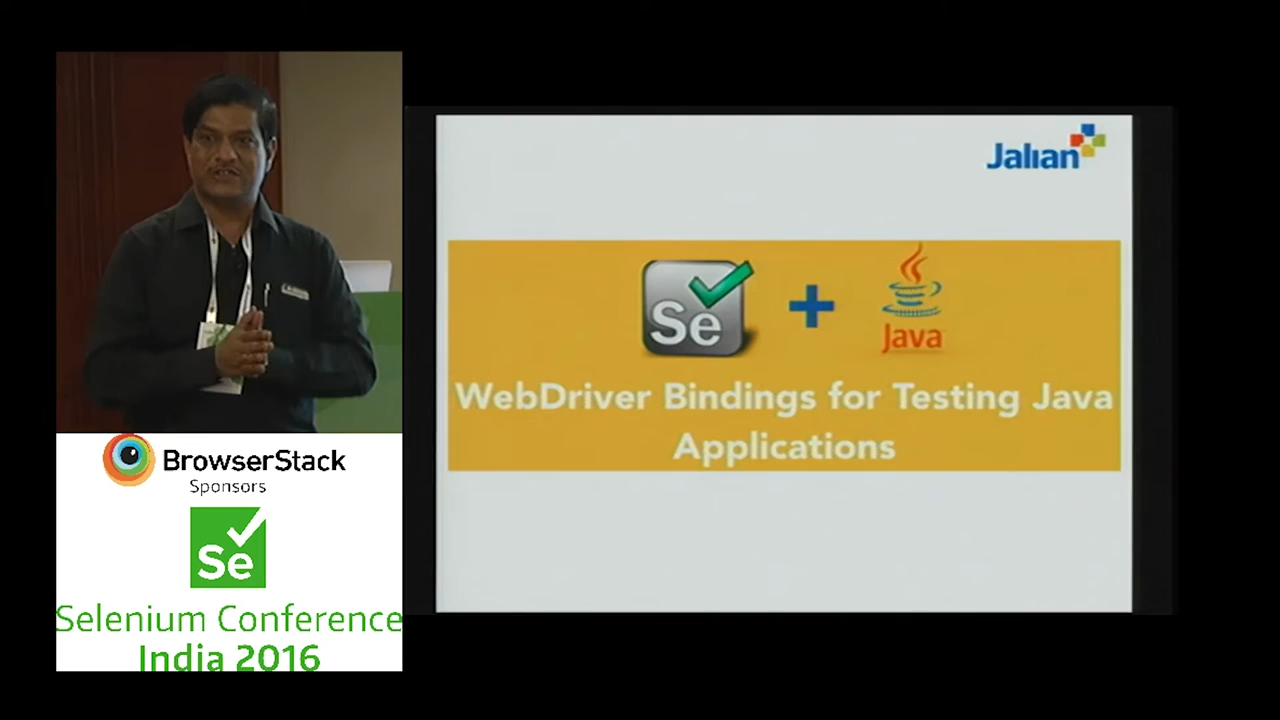 Jalian
Se
Java
WebDriver Bindings for Testing Java
Applications
BrowserStack
Sponsors
Se
Selenium Conference
India 2016